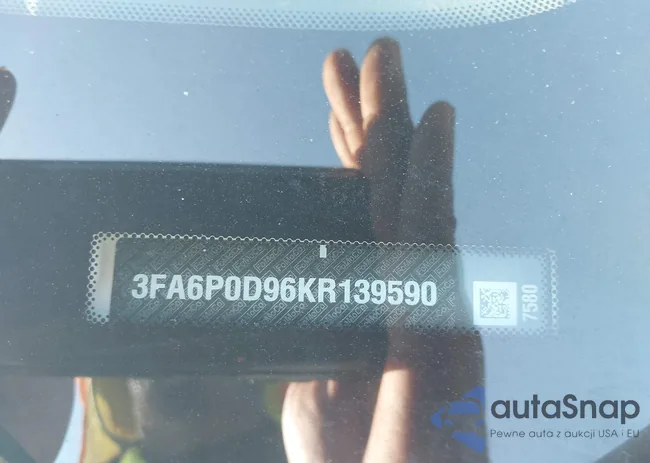 3FA6P0D96KR139590
7580
autaSnap
Pewne auta z aukcji USA i EU